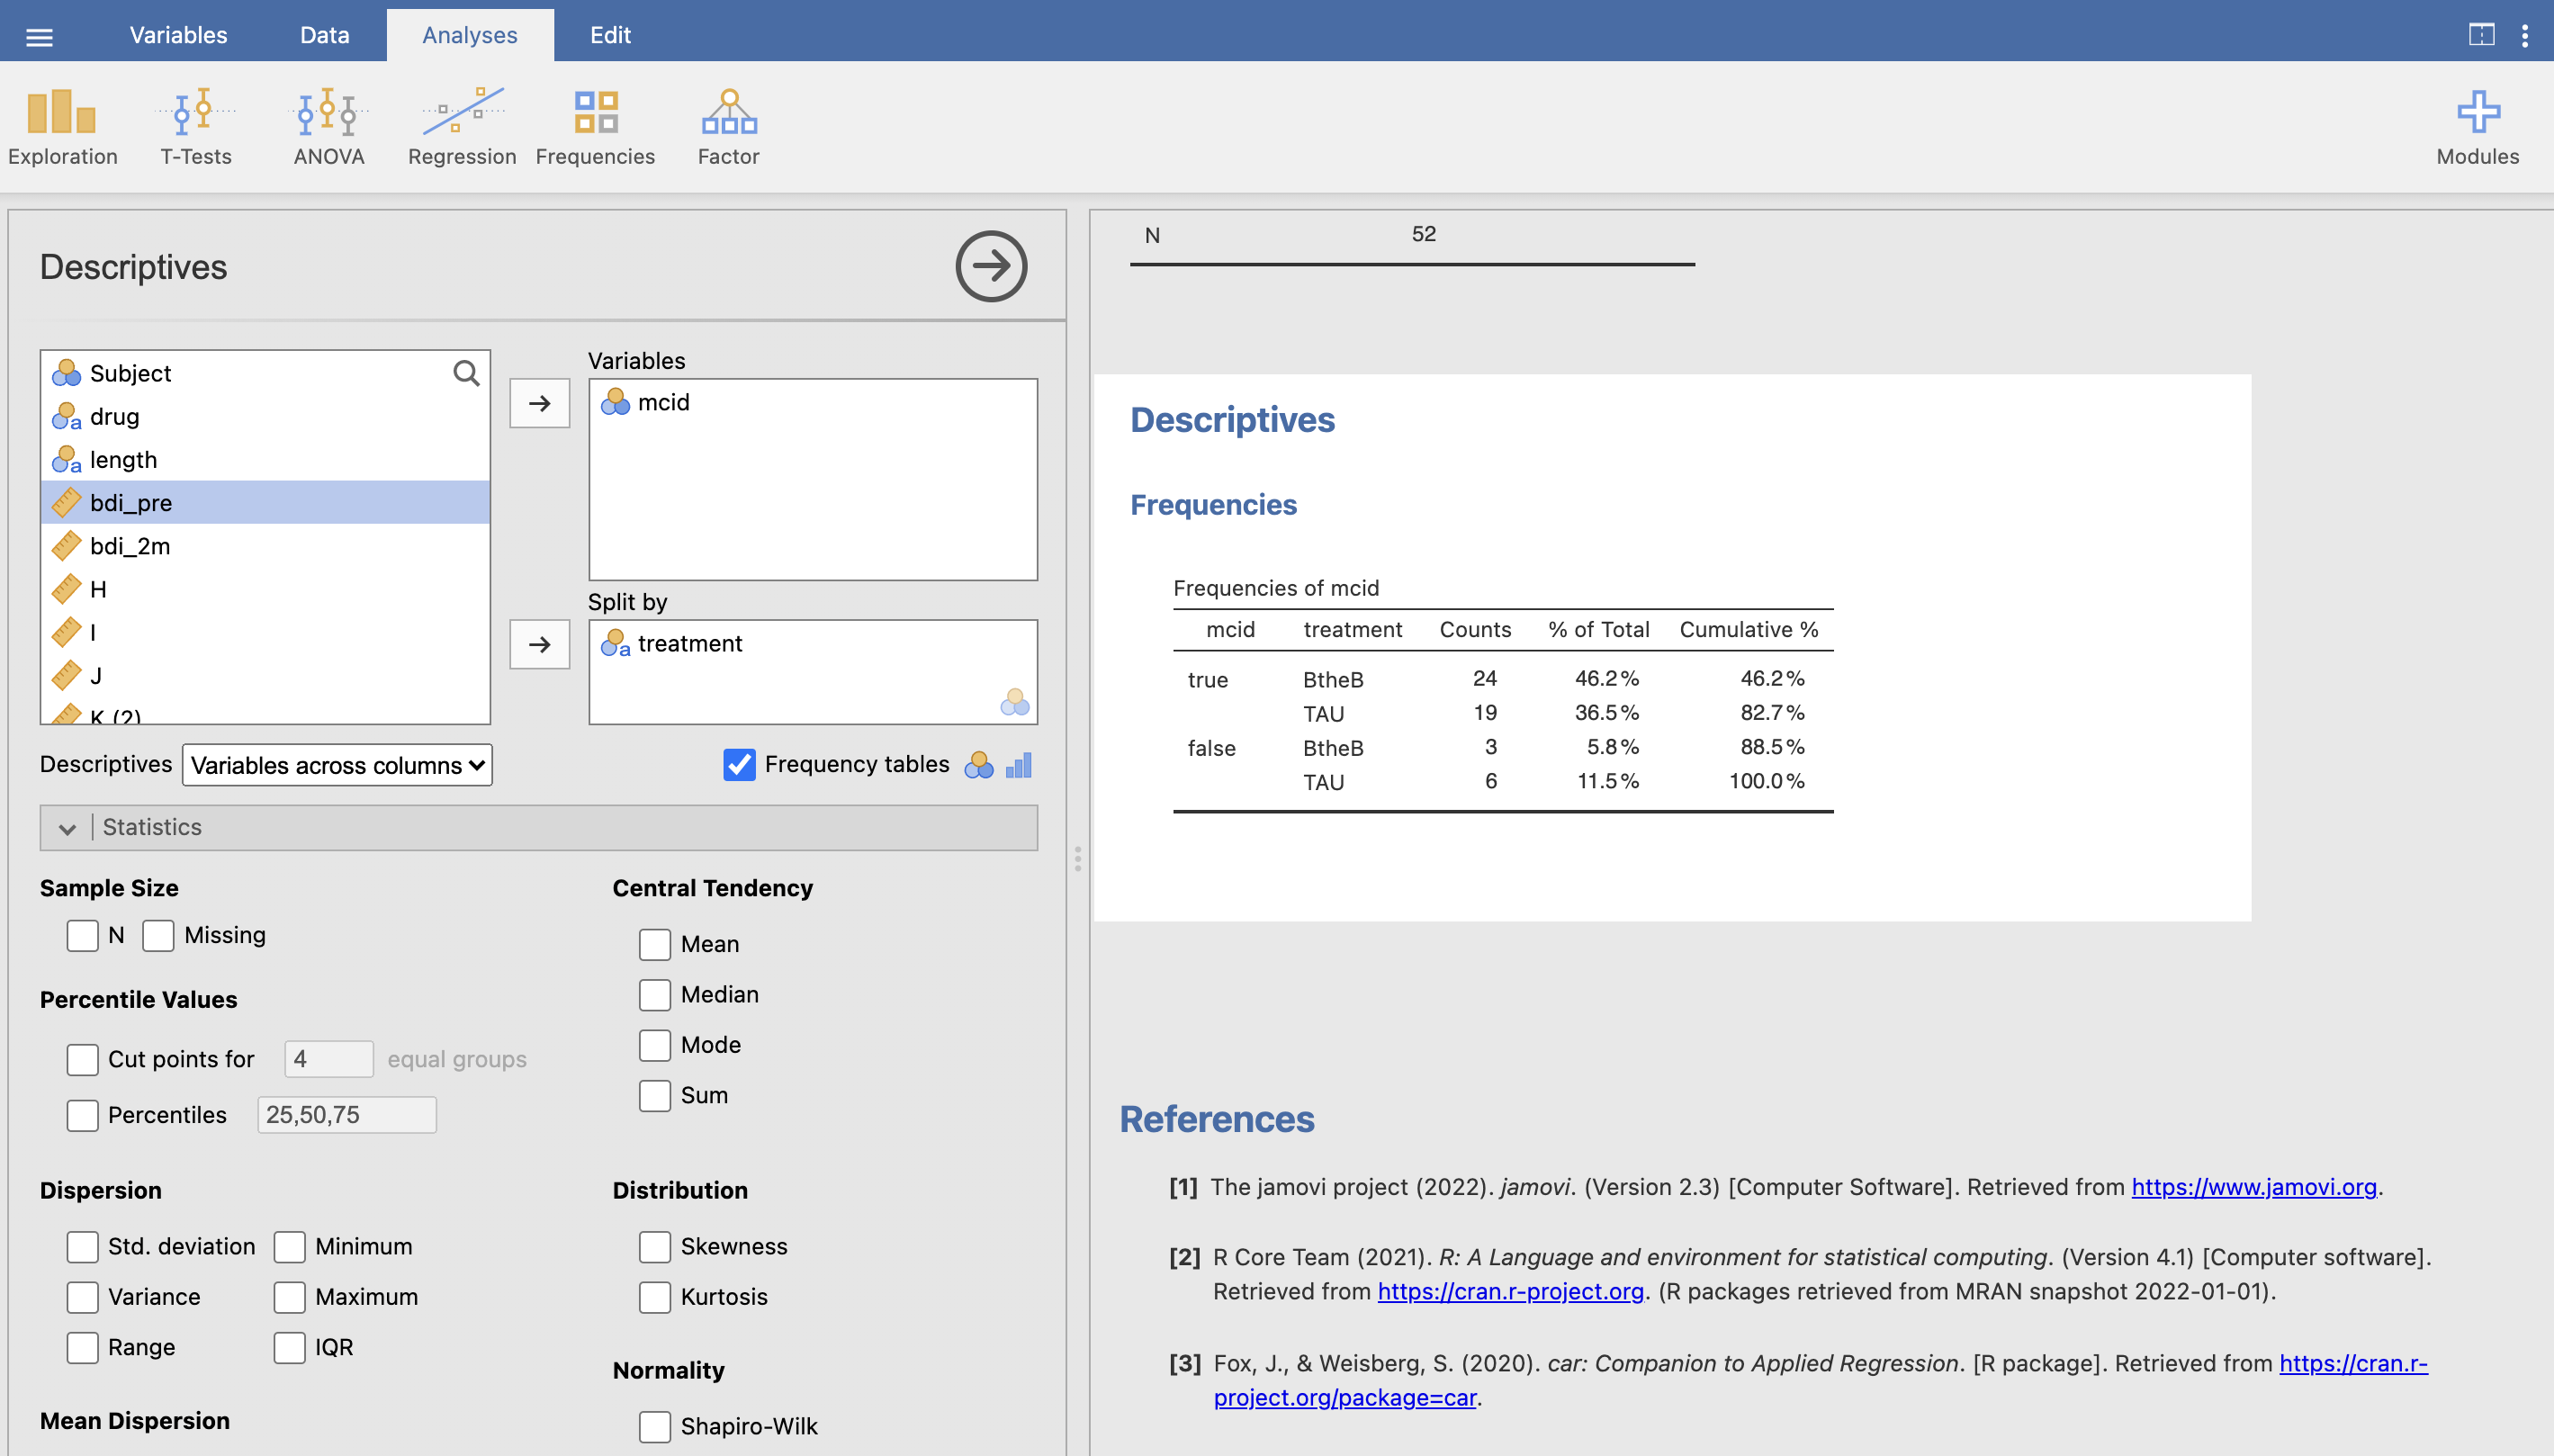 Variables Data Analyses Edit
Exploration T-Tests ANOVA Regression Frequencies Factor Modules
Descriptives
Subject
drug
length
bdi_pre
bdi_2m
H
I
J
K (2)
Variables
mcid
Split by
treatment
Descriptives Variables across columns Frequency tables
Statistics
Sample Size
N Missing
Percentile Values
Cut points for 4 equal groups
Percentiles 25,50,75
Central Tendency
Mean
Median
Mode
Sum
Dispersion
Std. deviation Minimum
Variance Maximum
Range IQR
Distribution
Skewness
Kurtosis
Normality
Shapiro-Wilk
Mean Dispersion
N 52
Descriptives
Frequencies
Frequencies of mcid
mcid treatment Counts % of Total Cumulative %
true BtheB 24 46.2% 46.2%
TAU 19 36.5% 82.7%
false BtheB 3 5.8% 88.5%
TAU 6 11.5% 100.0%
References
[1] The jamovi project (2022). jamovi. (Version 2.3) [Computer Software]. Retrieved from https://www.jamovi.org.
[2] R Core Team (2021). R: A Language and environment for statistical computing. (Version 4.1) [Computer software].
Retrieved from https://cran.r-project.org. (R packages retrieved from MRAN snapshot 2022-01-01).
[3] Fox, J., & Weisberg, S. (2020). car: Companion to Applied Regression. [R package]. Retrieved from https://cran.r-
project.org/package=car.